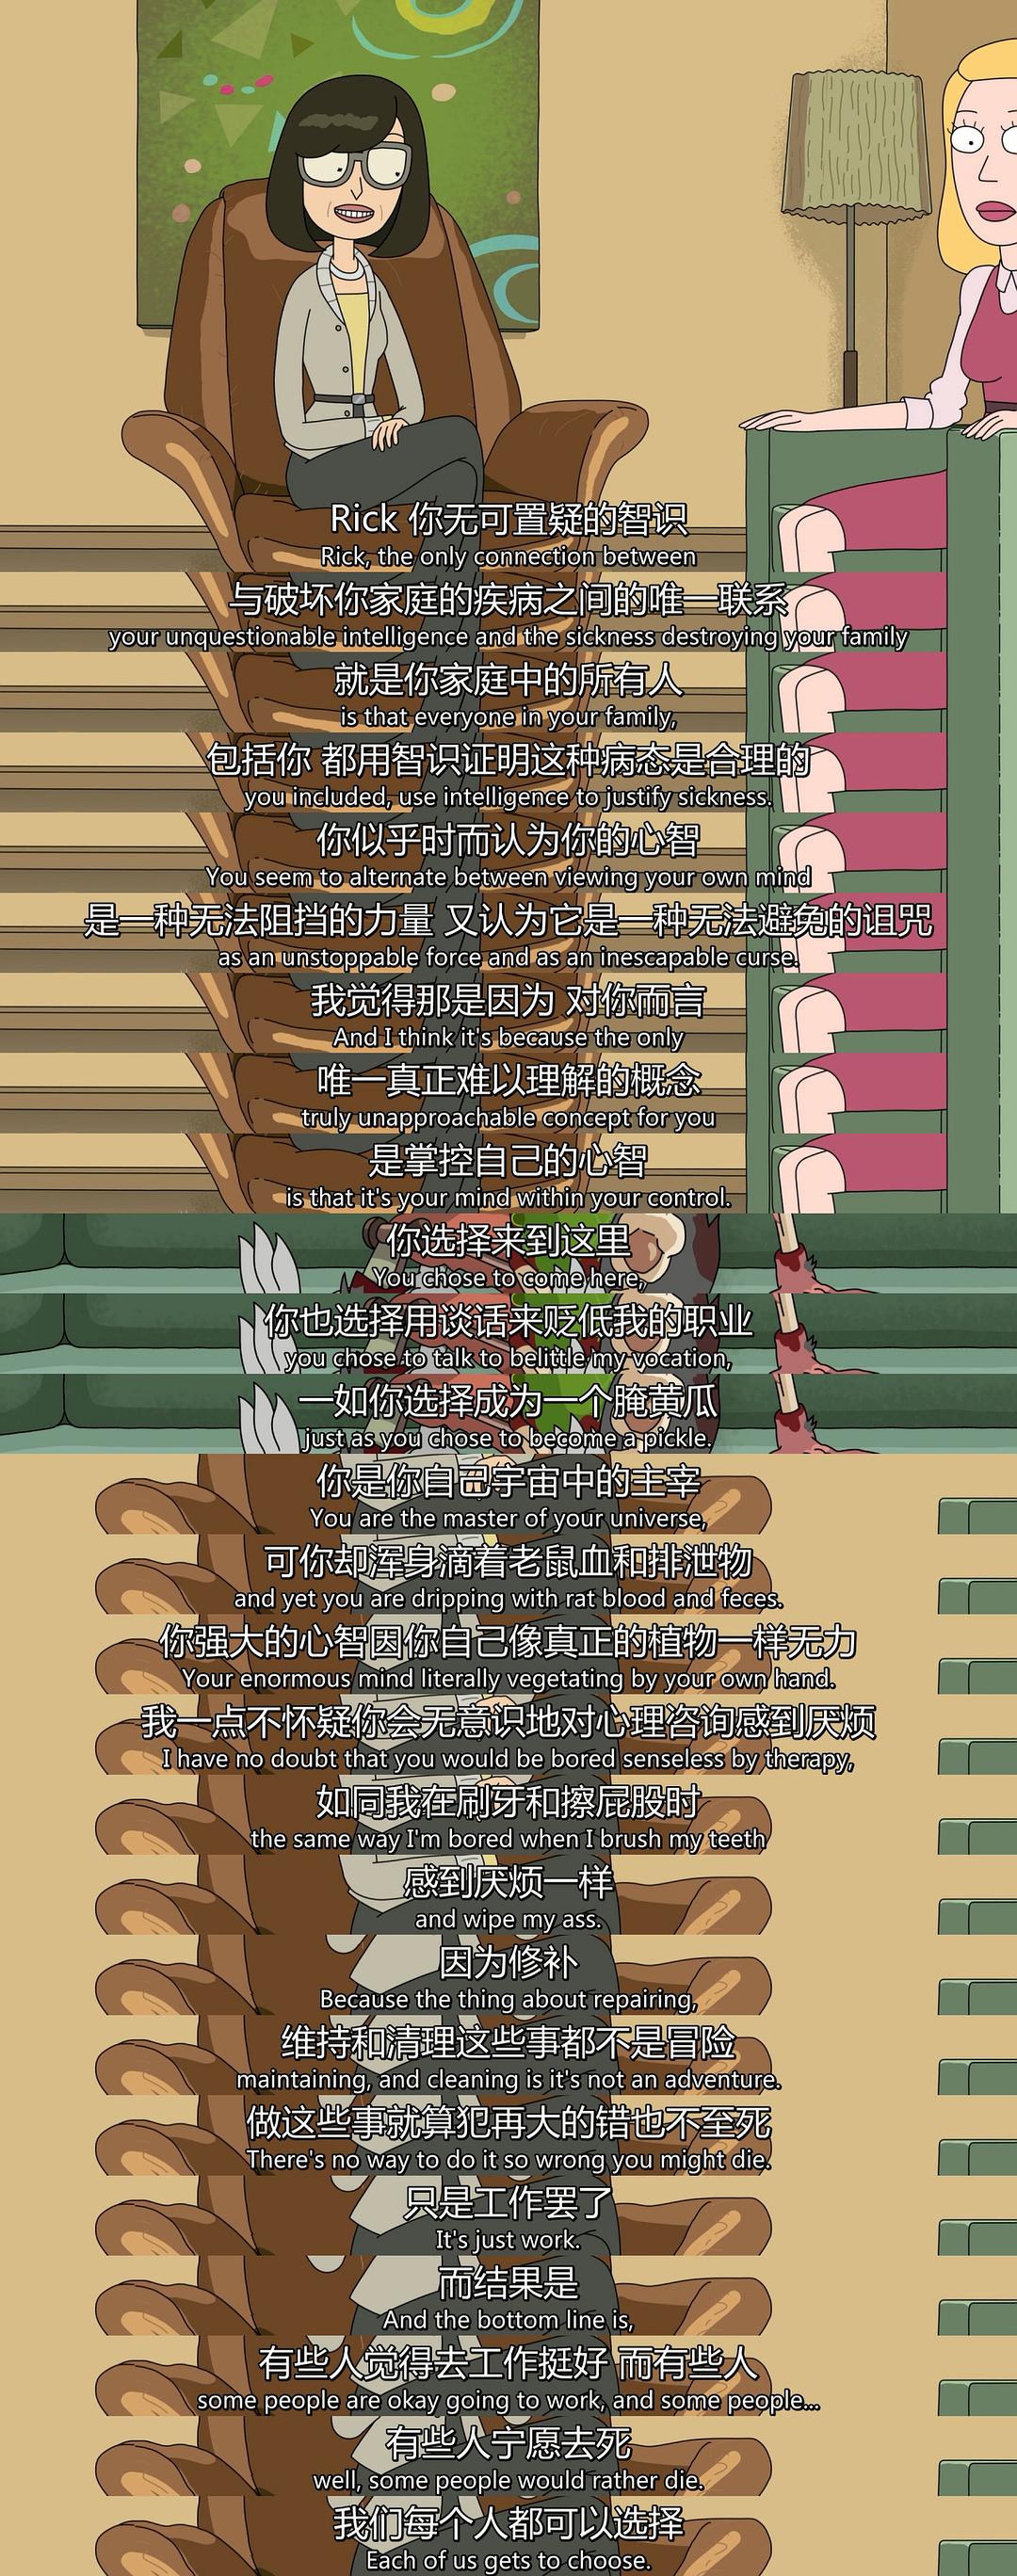 Rick 你无可置疑的智识
Rick, the only connection between
与破坏你家庭的疾病之间的唯一联系
your unquestionable intelligence and the sickness destroying your family
就是你家庭中的所有人
is that everyone in your family,
包括你 都用智识证明这种病态是合理的
you included, use intelligence to justify sickness.
你似乎时而认为你的心智
You seem to alternate between viewing your own mind
是一种无法阻挡的力量 又认为它是一种无法避免的诅咒
as an unstoppable force and as an inescapable curse.
我觉得那是因为 对你而言
And I think it's because the only
唯一真正难以理解的概念
truly unapproachable concept for you
是掌控自己的心智
is that it's your mind within your control.
你选择来到这里
You chose to come here,
你也选择用谈话来贬低我的职业
you chose to talk to belittle my vocation,
一如你选择成为一个腌黄瓜
just as you chose to become a pickle.
你是你自己宇宙中的主宰
You are the master of your universe,
可你却浑身滴着老鼠血和排泄物
and yet you are dripping with rat blood and feces.
你强大的心智因你自己像真正的植物一样无力
Your enormous mind literally vegetating by your own hand.
我一点不怀疑你会无意识地对心理咨询感到厌烦
I have no doubt that you would be bored senseless by therapy,
如同我在刷牙和擦屁股时
the same way I'm bored when I brush my teeth
感到厌烦一样
and wipe my ass.
因为修补
Because the thing about repairing,
维持和清理这些事都不是冒险
maintaining, and cleaning is it's not an adventure.
做这些事就算犯再大的错也不至死
There's no way to do it so wrong you might die.
只是工作罢了
It's just work.
而结果是
And the bottom line is,
有些人觉得去工作挺好 而有些人
some people are okay going to work, and some people...
有些人宁愿去死
well, some people would rather die.
我们每个人都可以选择
Each of us gets to choose.